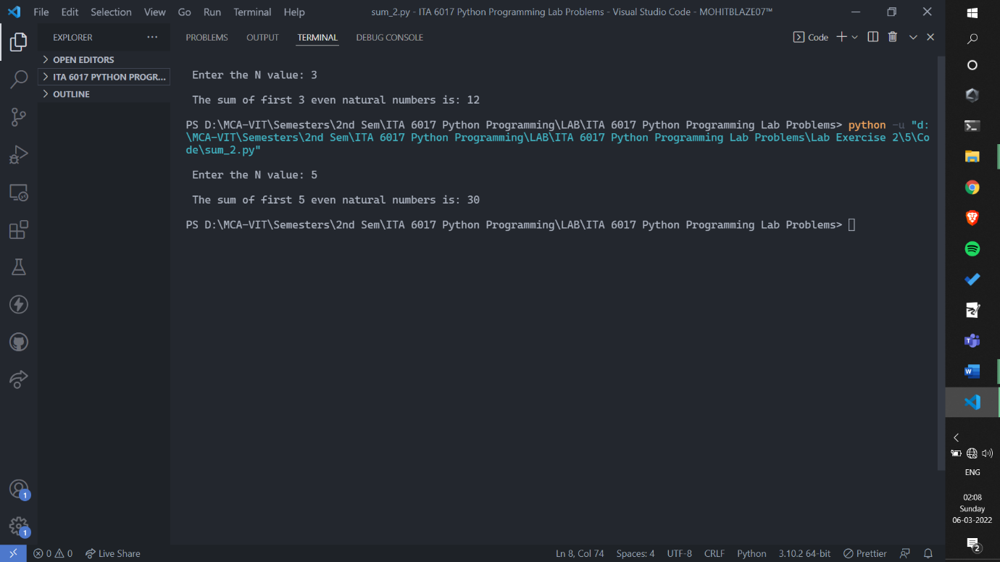 File Edit Selection View Go Run Terminal Help
sum_2.py - ITA 6017 Python Programming Lab Problems - Visual Studio Code - MOHITBLAZE07™
EXPLORER
OPEN EDITORS
ITA 6017 PYTHON PROGR...
OUTLINE
PROBLEMS OUTPUT TERMINAL DEBUG CONSOLE
Code
Enter the N value: 3
The sum of first 3 even natural numbers is: 12
PS D:\MCA-VIT\Semesters\2nd Sem\ITA 6017 Python Programming\LAB\ITA 6017 Python Programming Lab Problems> python -u "d:
\MCA-VIT\Semesters\2nd Sem\ITA 6017 Python Programming\LAB\ITA 6017 Python Programming Lab Problems\Lab Exercise 2\5\Co
de\sum_2.py"
Enter the N value: 5
The sum of first 5 even natural numbers is: 30
PS D:\MCA-VIT\Semesters\2nd Sem\ITA 6017 Python Programming\LAB\ITA 6017 Python Programming Lab Problems>
1
1
0 0 Live Share
Ln 8, Col 74 Spaces: 4 UTF-8 CRLF Python 3.10.2 64-bit Prettier
ENG
02:08
Sunday
06-03-2022
2